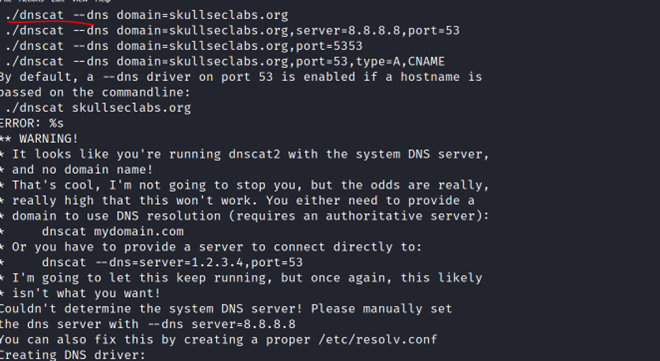 ./dnscat --dns domain=skullseclabs.org
./dnscat --dns domain=skullseclabs.org,server=8.8.8.8,port=53
./dnscat --dns domain=skullseclabs.org,port=5353
./dnscat --dns domain=skullseclabs.org,port=53,type=A,CNAME
By default, a --dns driver on port 53 is enabled if a hostname is
passed on the commandline:
./dnscat skullseclabs.org
ERROR: %s
** WARNING!
* It looks like you're running dnscat2 with the system DNS server,
* and no domain name!
* That's cool, I'm not going to stop you, but the odds are really,
* really high that this won't work. You either need to provide a
* domain to use DNS resolution (requires an authoritative server):
* dnscat mydomain.com
* Or you have to provide a server to connect directly to:
* dnscat --dns=server=1.2.3.4,port=53
* I'm going to let this keep running, but once again, this likely
* isn't what you want!
Couldn't determine the system DNS server! Please manually set
the dns server with --dns server=8.8.8.8
You can also fix this by creating a proper /etc/resolv.conf
Creating DNS driver: